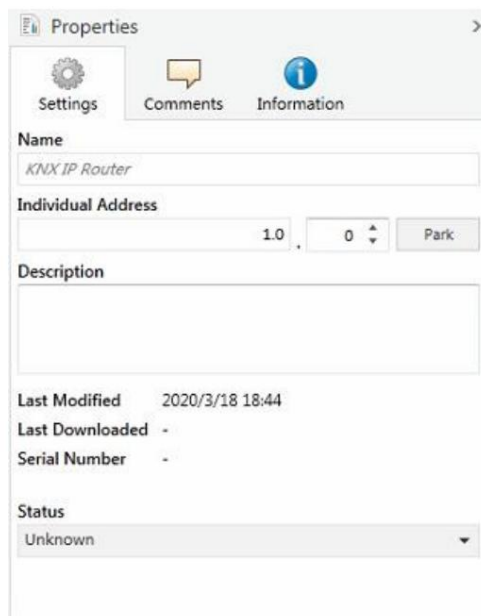 Properties
Settings Comments Information
Name
KNX IP Router
Individual Address
1.0 . 0 Park
Description
Last Modified 2020/3/18 18:44
Last Downloaded -
Serial Number -
Status
Unknown